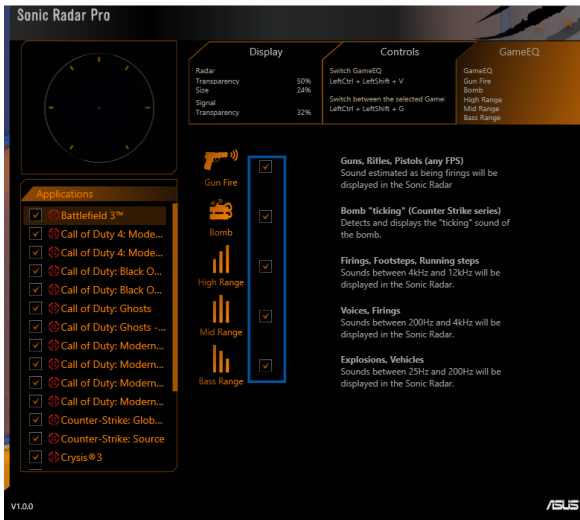 Sonic Radar Pro
Display
Radar
Transparency 50%
Size 24%
Signal
Transparency 32%
Controls
Switch GameEQ
LeftCtrl + LeftShift + V
Switch between the selected Game
LeftCtrl + LeftShift + G
GameEQ
GameEQ
Gun Fire
Bomb
High Range
Mid Range
Bass Range
Applications
Battlefield 3™
Call of Duty 4: Mode...
Call of Duty 4: Mode...
Call of Duty: Black O...
Call of Duty: Black O...
Call of Duty: Ghosts
Call of Duty: Ghosts -...
Call of Duty: Modern...
Call of Duty: Modern...
Call of Duty: Modern...
Call of Duty: Modern...
Counter-Strike: Glob...
Counter-Strike: Source
Crysis®3
Gun Fire
Guns, Rifles, Pistols (any FPS)
Sound estimated as being firings will be
displayed in the Sonic Radar
Bomb
Bomb "ticking" (Counter Strike series)
Detects and displays the "ticking" sound of
the bomb.
High Range
Firings, Footsteps, Running steps
Sounds between 4kHz and 12kHz will be
displayed in the Sonic Radar.
Mid Range
Voices, Firings
Sounds between 200Hz and 4kHz will be
displayed in the Sonic Radar.
Bass Range
Explosions, Vehicles
Sounds between 25Hz and 200Hz will be
displayed in the Sonic Radar.
V1.0.0
ASUS